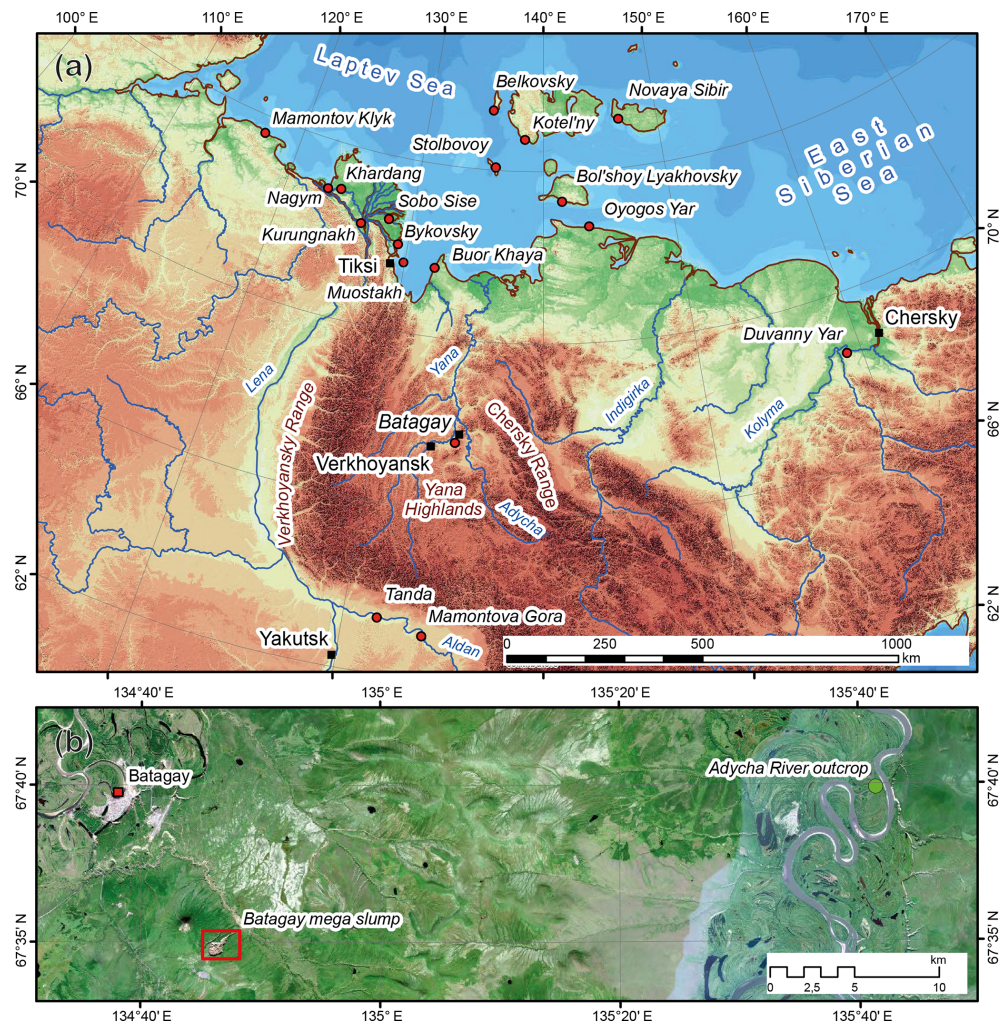 100° E
110° E
120° E
130° E
140° E
150° E
160° E
170° E
(a)
Laptev Sea
Belkovsky
Novaya Sibir
Mamontov Klyk
Kotel'ny
East
Siberian
Sea
Stolbovoy
70° N
Khardang
Bol'shoy Lyakhovsky
Nagym
Sobo Sise
Oyogos Yar
70° N
Kurungnakh
Bykovsky
Tiksi
Buor Khaya
Muostakh
Chersky
Duvanny Yar
Yana
Lena
66° N
Indigirka
Kolyma
66° N
Verkhoyansky Range
Batagay
Chersky Range
Verkhoyansk
Yana
Highlands
Adycha
62° N
Tanda
62° N
Mamontova Gora
Yakutsk
Aldan
0
250
500
1000
km
134°40' E
135° E
135°20' E
135°40' E
(b)
Batagay
Adycha River outcrop
67°40' N
67°40' N
Batagay mega slump
67°35' N
67°35' N
km
0
2,5
5
10
134°40' E
135° E
135°20' E
135°40' E